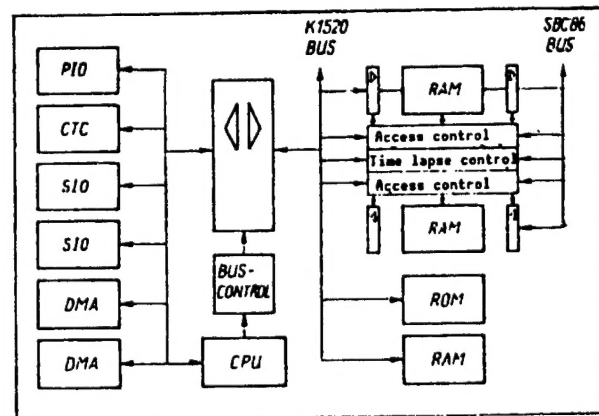 K1520
BUS
SBC86
BUS
PIO
CTC
SIO
SIO
DMA
DMA
BUS-
CONTROL
CPU
RAM
Access control
Time lapse control
Access control
RAM
ROM
RAM